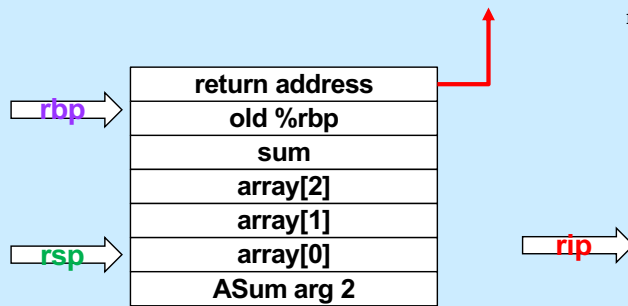 return address
rbp
old %rbp
sum
array[2]
array[1]
rsp
array[0]
rip
ASum arg 2